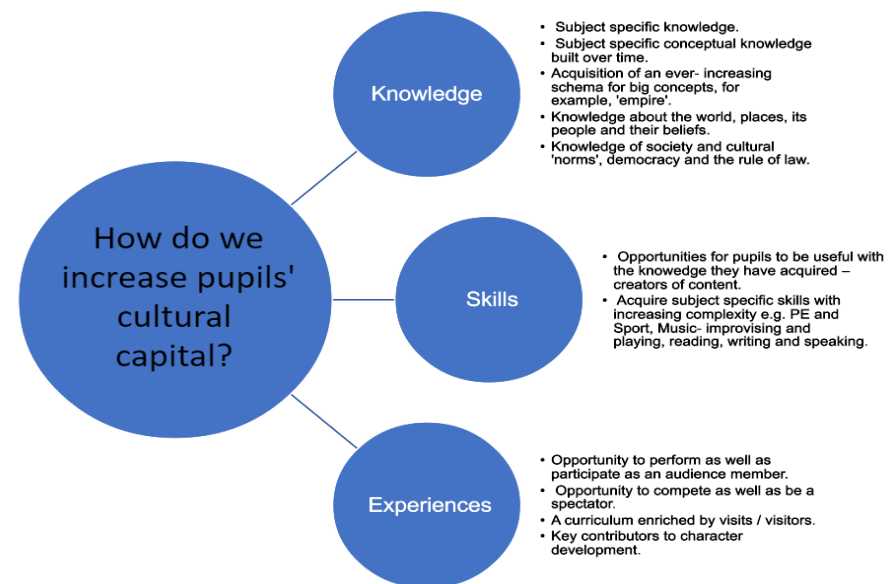 How do we
increase pupils'
cultural
capital?
Knowledge
• Subject specific knowledge.
• Subject specific conceptual knowledge
built over time.
• Acquisition of an ever- increasing
schema for big concepts, for
example, 'empire'.
• Knowledge about the world, places, its
people and their beliefs.
• Knowledge of society and cultural
'norms', democracy and the rule of law.
Skills
• Opportunities for pupils to be useful with
the knowedge they have acquired –
creators of content.
• Acquire subject specific skills with
increasing complexity e.g. PE and
Sport, Music- improvising and
playing, reading, writing and speaking.
Experiences
• Opportunity to perform as well as
participate as an audience member.
• Opportunity to compete as well as be a
spectator.
• A curriculum enriched by visits / visitors.
• Key contributors to character
development.